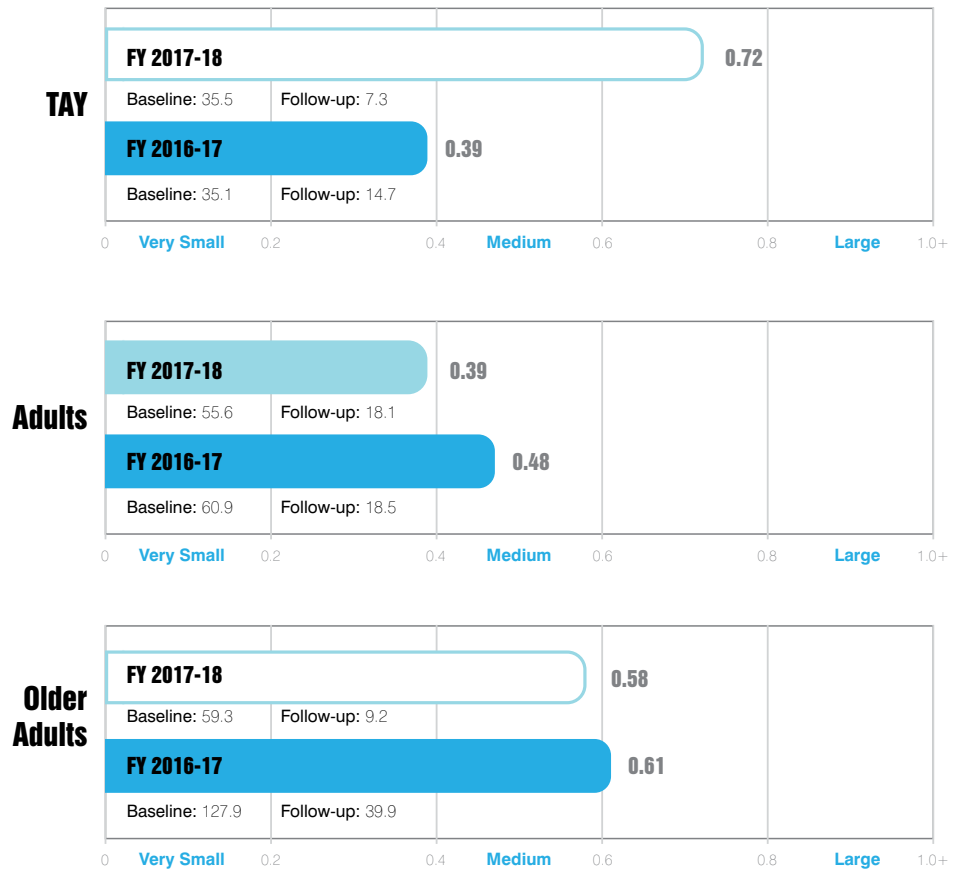 FY 2017-18 0.72
Baseline: 35.5 Follow-up: 7.3
TAY
FY 2016-17 0.39
Baseline: 35.1 Follow-up: 14.7
0 Very Small 0.2 0.4 Medium 0.6 0.8 Large 1.0+
FY 2017-18 0.39
Baseline: 55.6 Follow-up: 18.1
Adults
FY 2016-17 0.48
Baseline: 60.9 Follow-up: 18.5
0 Very Small 0.2 0.4 Medium 0.6 0.8 Large 1.0+
FY 2017-18 0.58
Older
Baseline: 59.3 Follow-up: 9.2
Adults
FY 2016-17 0.61
Baseline: 127.9 Follow-up: 39.9
0 Very Small 0.2 0.4 Medium 0.6 0.8 Large 1.0+